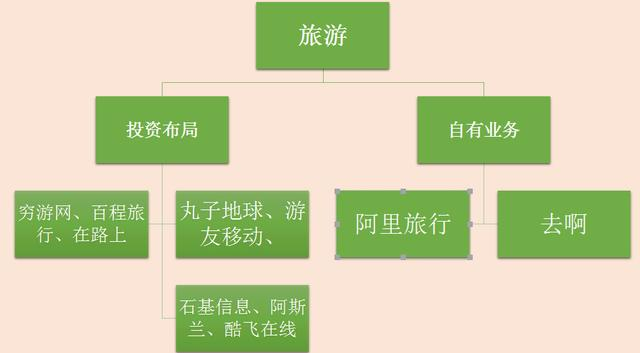 旅游
投资布局
自有业务
穷游网、百程旅
行、在路上
丸子地球、游
友移动、
阿里旅行
去啊
石基信息、阿斯
兰、酷飞在线